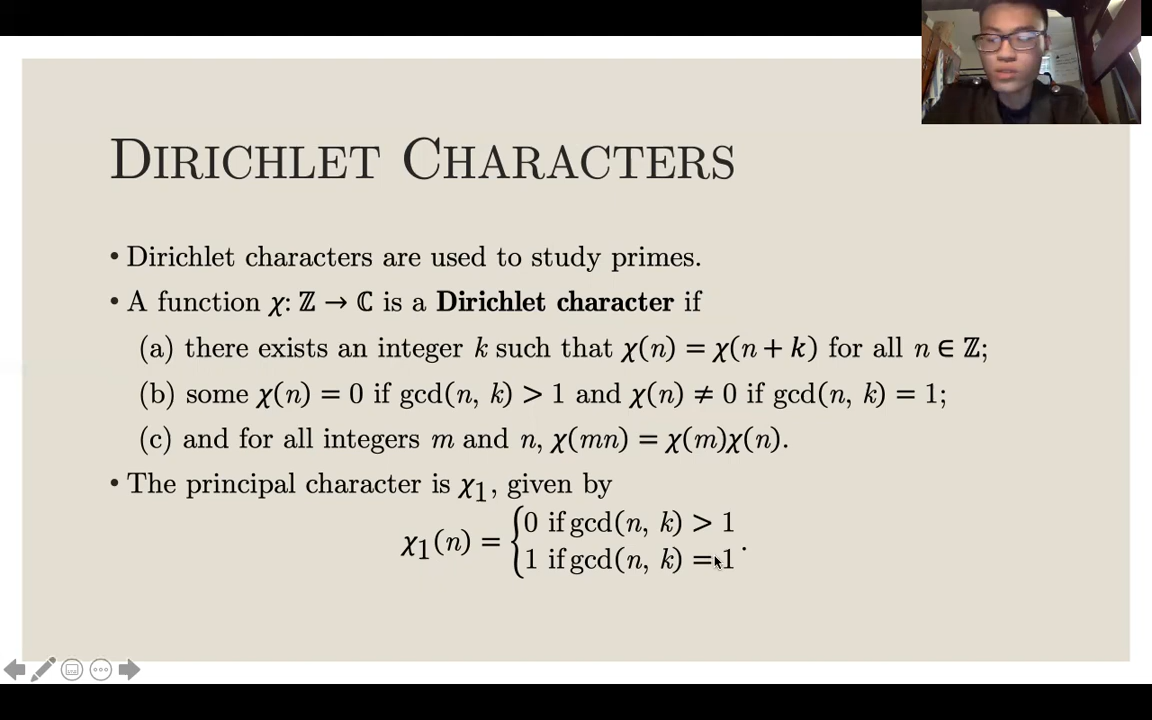 DIRICHLET CHARACTERS
• Dirichlet characters are used to study primes.
• A function χ: ℤ → ℂ is a Dirichlet character if
(a) there exists an integer k such that χ(n) = χ(n + k) for all n ∈ ℤ;
(b) some χ(n) = 0 if gcd(n, k) > 1 and χ(n) ≠ 0 if gcd(n, k) = 1;
(c) and for all integers m and n, χ(mn) = χ(m)χ(n).
• The principal character is χ₁, given by
χ₁(n) = {0 if gcd(n, k) > 1
1 if gcd(n, k) = 1.